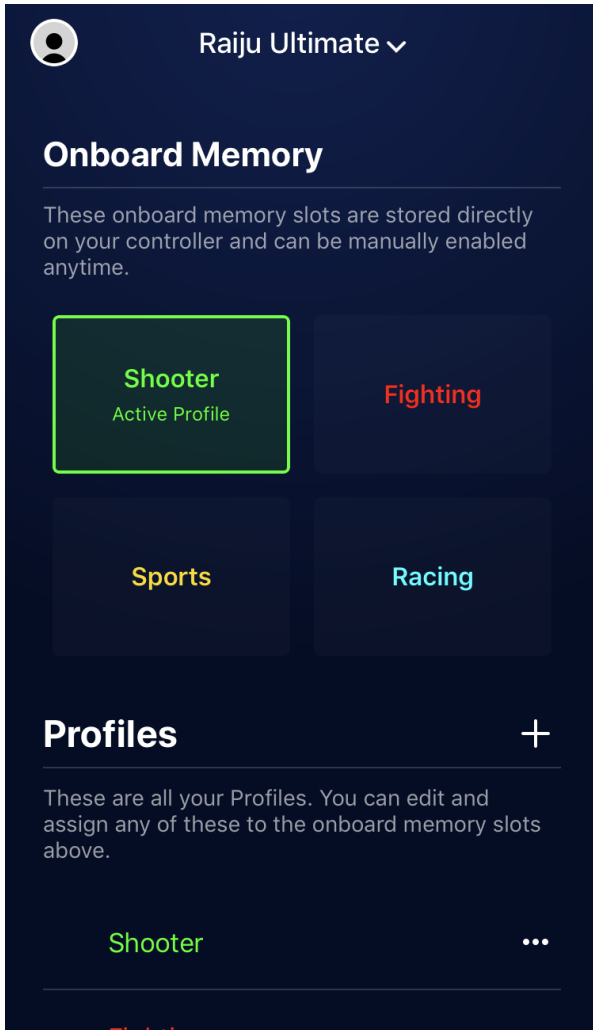 Raiju Ultimate
Onboard Memory
These onboard memory slots are stored directly
on your controller and can be manually enabled
anytime.
Shooter
Active Profile
Fighting
Sports
Racing
Profiles
These are all your Profiles. You can edit and
assign any of these to the onboard memory slots
above.
Shooter